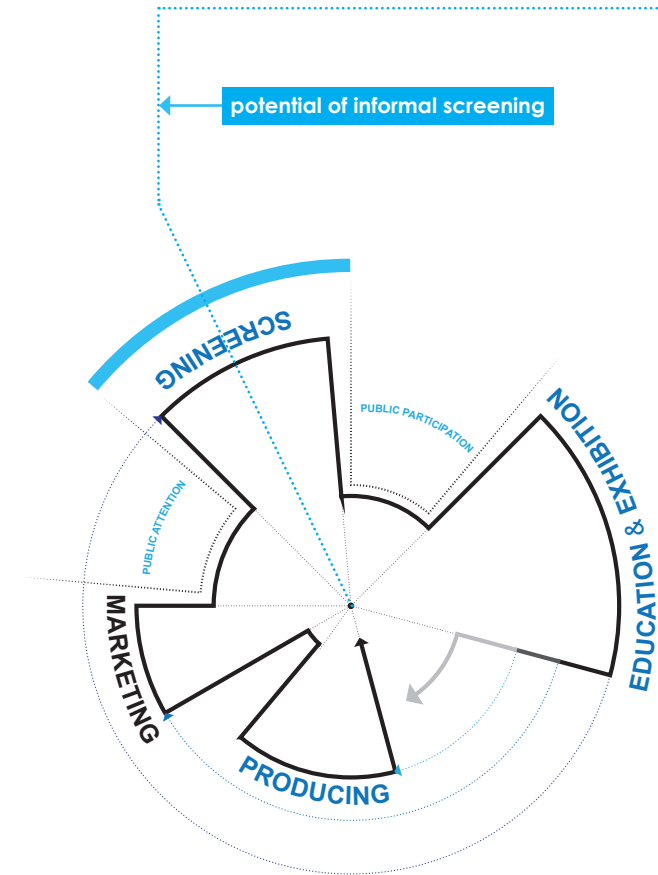 potential of informal screening
SCREENING
PUBLIC PARTICIPATION
EDUCATION & EXHIBITION
PUBLIC ATTENTION
MARKETING
PRODUCING